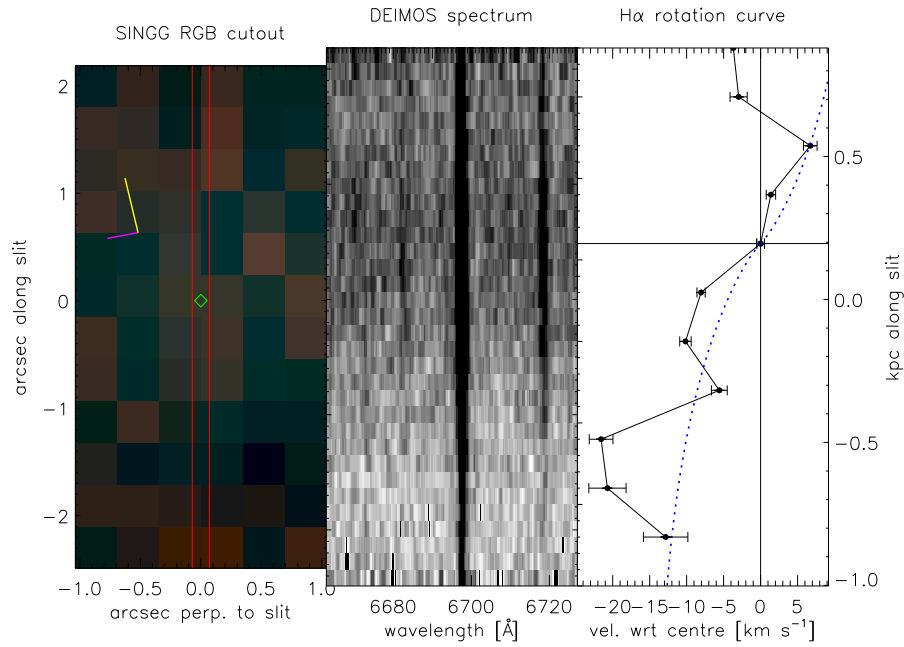 SINGG RGB cutout
DEIMOS spectrum
Hα rotation curve
2
1
0
-1
-2
arcsec along slit
-1.0 -0.5 0.0 0.5 1.0
arcsec perp. to slit
6680 6700 6720
wavelength [Å]
0.5
0.0
-0.5
-1.0
kpc along slit
-20 -15 -10 -5 0 5
vel. wrt centre [km s⁻¹]